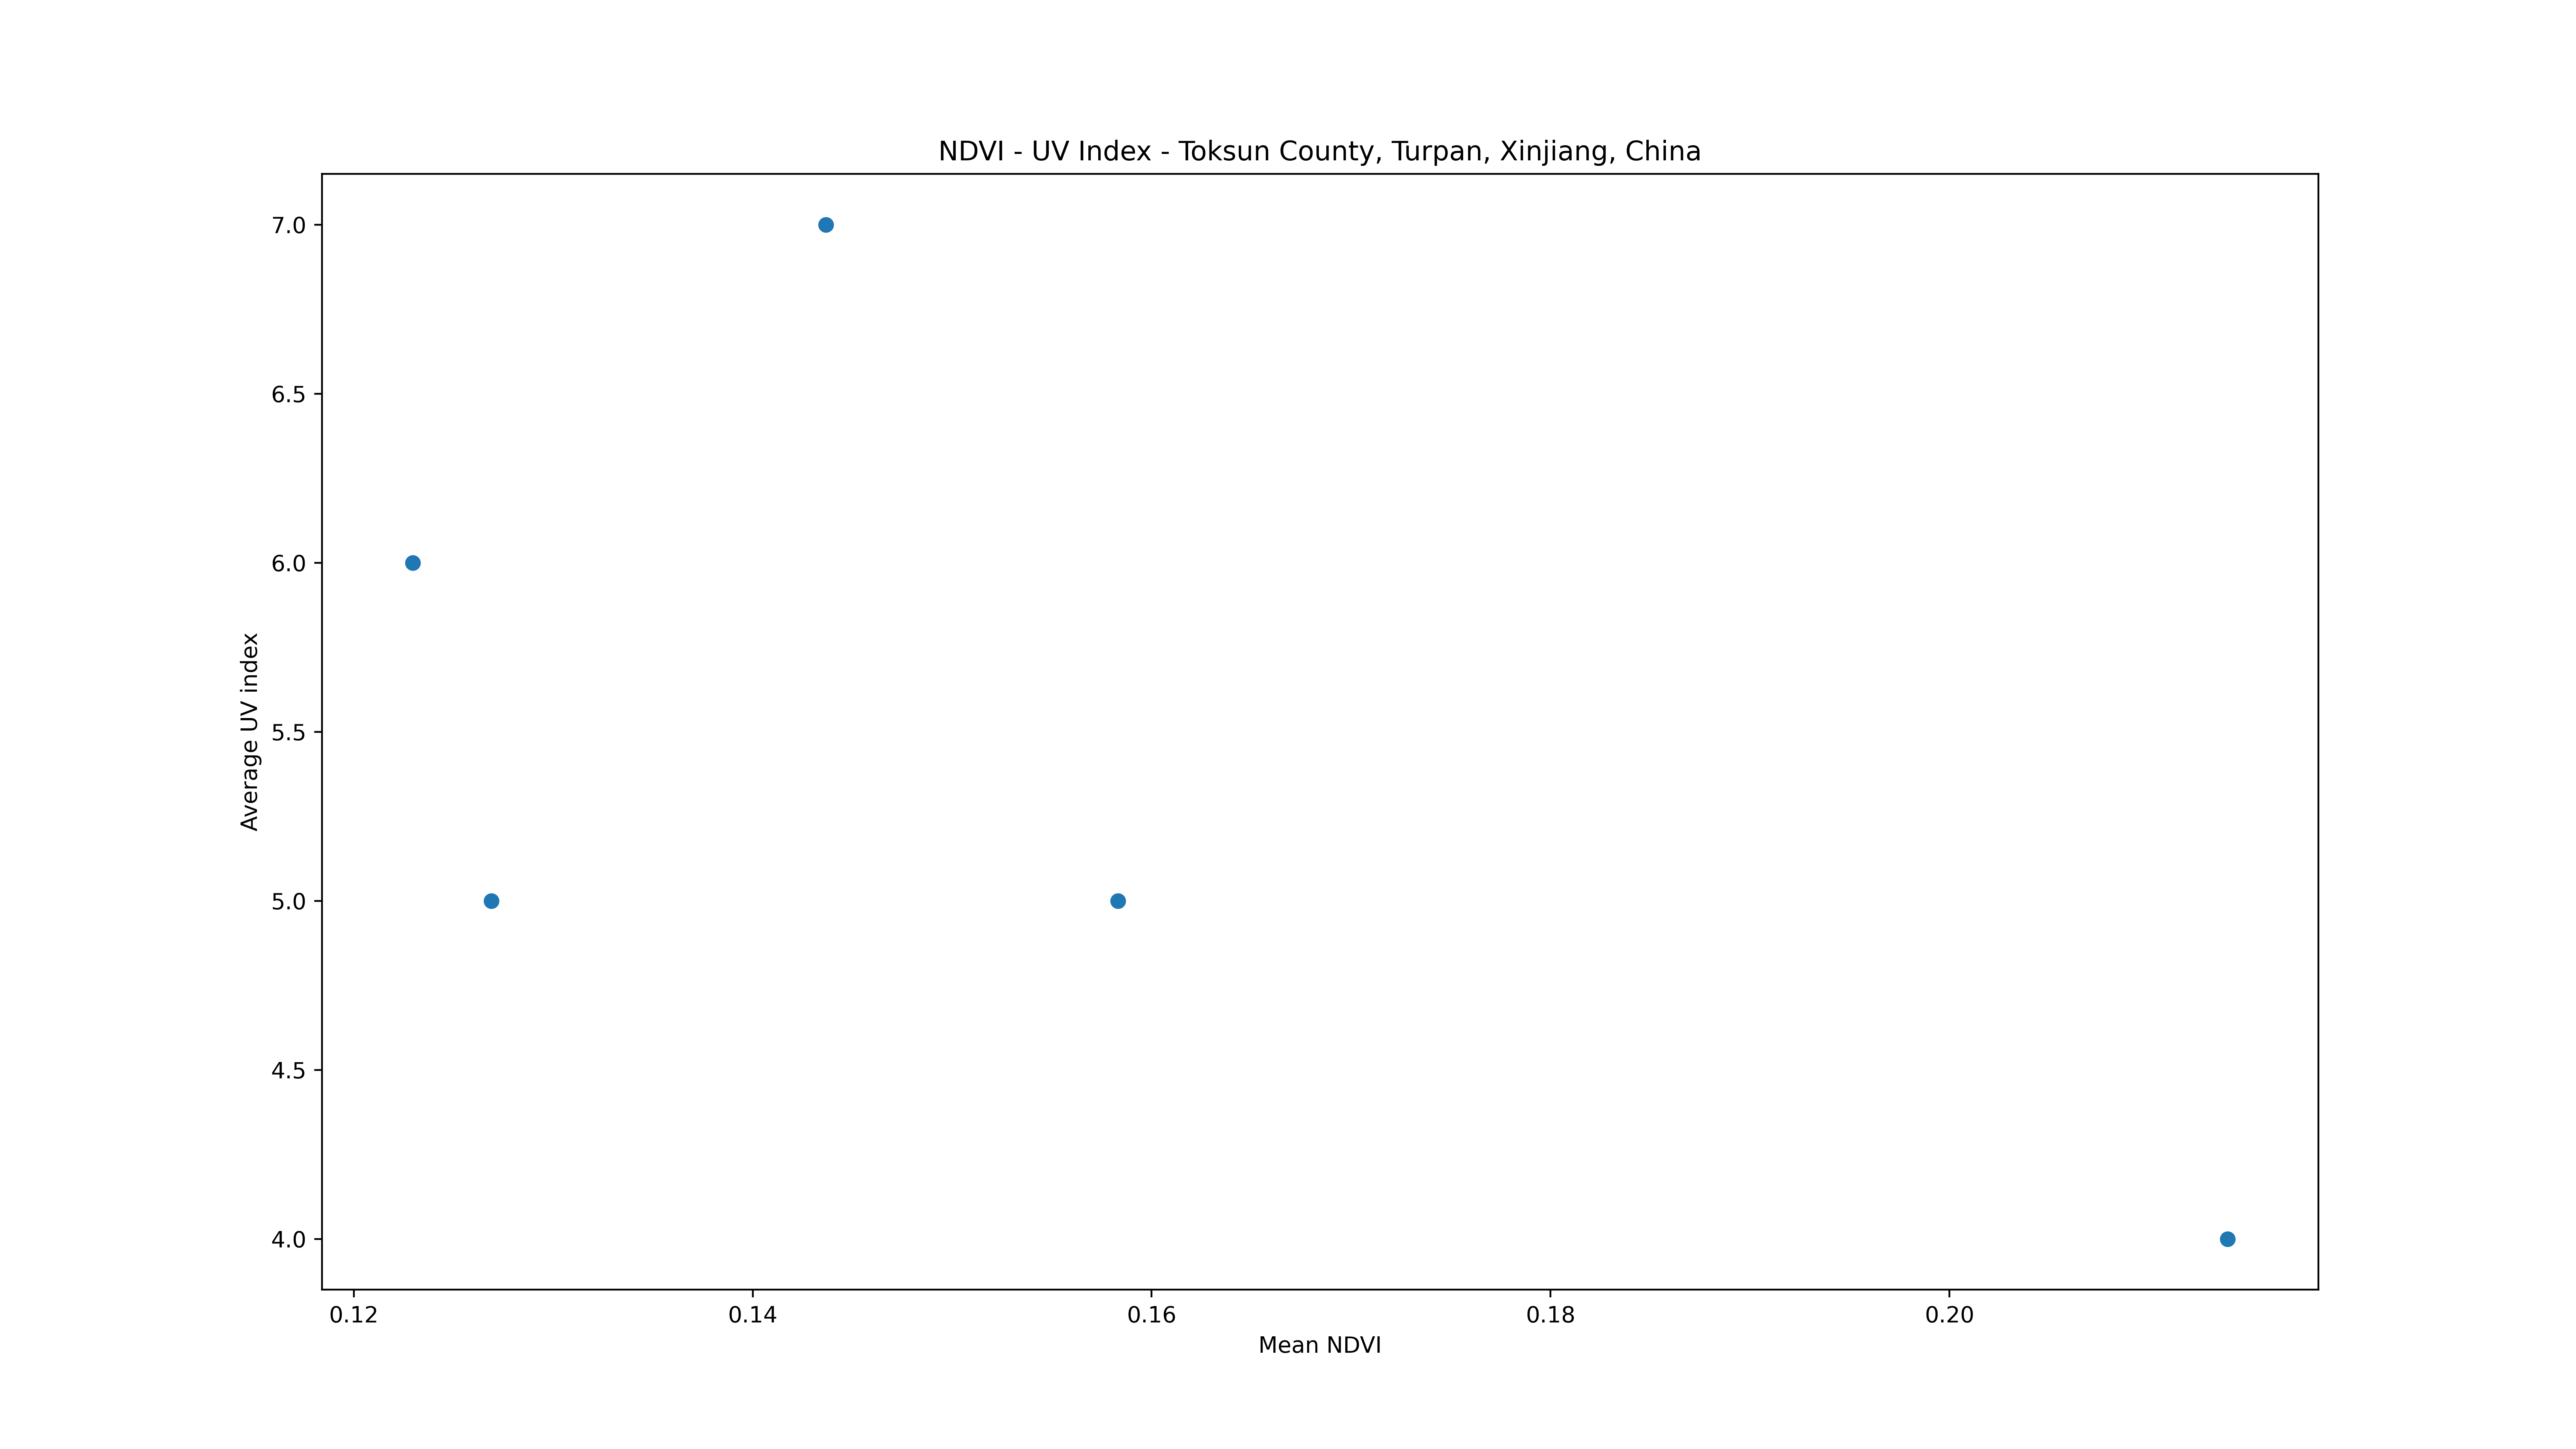 NDVI - UV Index - Toksun County, Turpan, Xinjiang, China
7.0
6.5
6.0
5.5
5.0
4.5
4.0
Average UV index
0.12 0.14 0.16 0.18 0.20
Mean NDVI